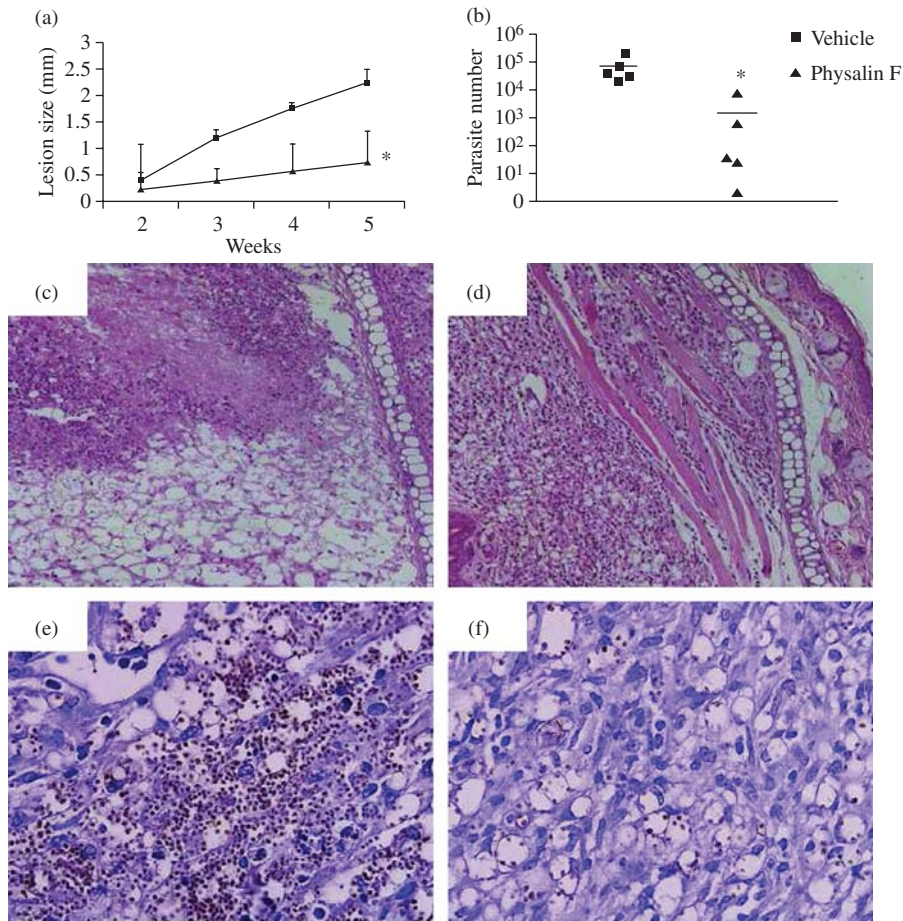 (a)
3
2.5
2
1.5
1
0.5
0
Lesion size (mm)
*
2 3 4 5
Weeks
(b)
10⁶
10⁵
10⁴
10³
10²
10¹
0
Parasite number
*
Vehicle
Physalin F
(c)
(d)
(e)
(f)